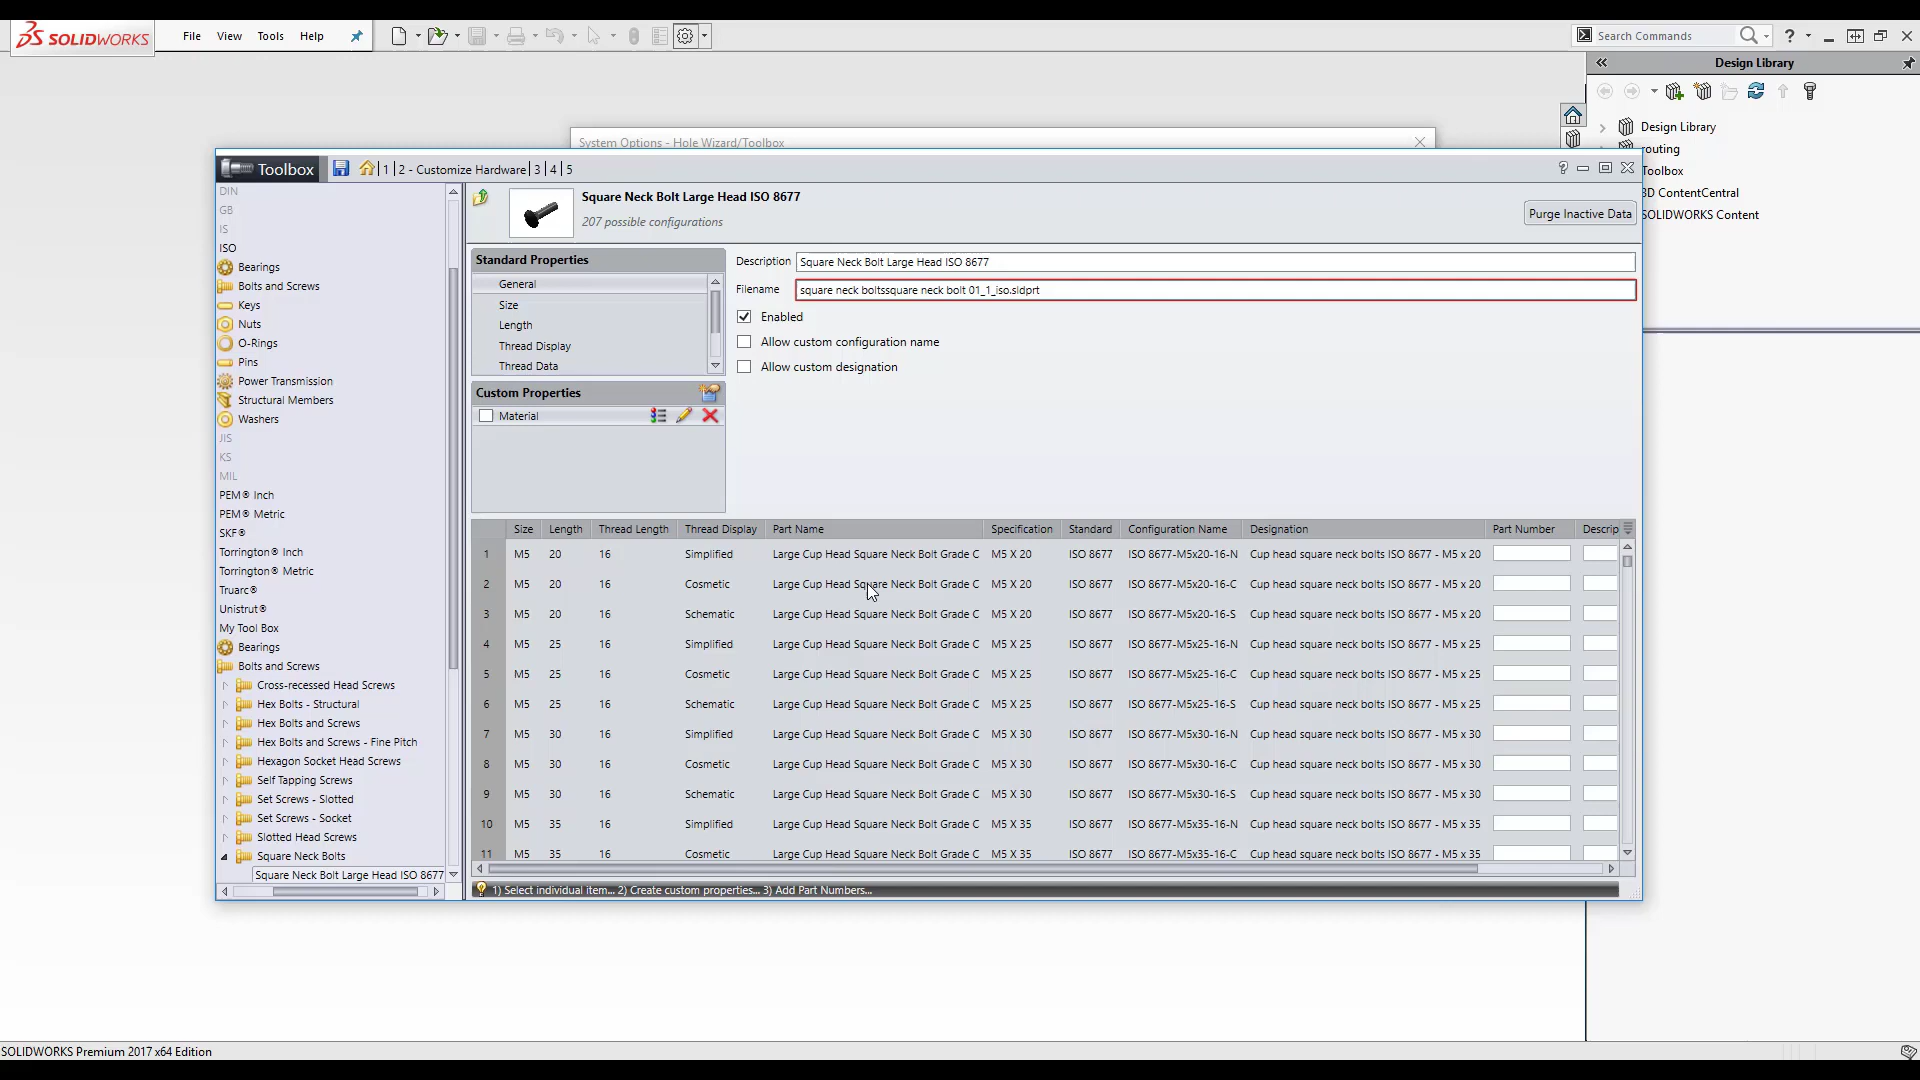 SOLIDWORKS File View Tools Help
Search Commands
Design Library
System Options - Hole Wizard/Toolbox
Toolbox 1 2 - Customize Hardware 3 4 5
DIN
GB
IS
ISO
Bearings
Bolts and Screws
Keys
Nuts
O-Rings
Pins
Power Transmission
Structural Members
Washers
JIS
KS
MIL
PEM® Inch
PEM® Metric
SKF®
Torrington® Inch
Torrington® Metric
Truarc®
Unistrut®
My Tool Box
Bearings
Bolts and Screws
Cross-recessed Head Screws
Hex Bolts - Structural
Hex Bolts and Screws
Hex Bolts and Screws - Fine Pitch
Hexagon Socket Head Screws
Self Tapping Screws
Set Screws - Slotted
Set Screws - Socket
Slotted Head Screws
Square Neck Bolts
Square Neck Bolt Large Head ISO 8677
Square Neck Bolt Large Head ISO 8677
207 possible configurations
Purge Inactive Data
Standard Properties
General
Size
Length
Thread Display
Thread Data
Custom Properties
Material
Description Square Neck Bolt Large Head ISO 8677
Filename square neck boltssquare neck bolt 01_1_iso.sldprt
Enabled
Allow custom configuration name
Allow custom designation
Size Length Thread Length Thread Display Part Name Specification Standard Configuration Name Designation Part Number Descrip
1 M5 20 16 Simplified Large Cup Head Square Neck Bolt Grade C M5 X 20 ISO 8677 ISO 8677-M5x20-16-N Cup head square neck bolts ISO 8677 - M5 x 20
2 M5 20 16 Cosmetic Large Cup Head Square Neck Bolt Grade C M5 X 20 ISO 8677 ISO 8677-M5x20-16-C Cup head square neck bolts ISO 8677 - M5 x 20
3 M5 20 16 Schematic Large Cup Head Square Neck Bolt Grade C M5 X 20 ISO 8677 ISO 8677-M5x20-16-S Cup head square neck bolts ISO 8677 - M5 x 20
4 M5 25 16 Simplified Large Cup Head Square Neck Bolt Grade C M5 X 25 ISO 8677 ISO 8677-M5x25-16-N Cup head square neck bolts ISO 8677 - M5 x 25
5 M5 25 16 Cosmetic Large Cup Head Square Neck Bolt Grade C M5 X 25 ISO 8677 ISO 8677-M5x25-16-C Cup head square neck bolts ISO 8677 - M5 x 25
6 M5 25 16 Schematic Large Cup Head Square Neck Bolt Grade C M5 X 25 ISO 8677 ISO 8677-M5x25-16-S Cup head square neck bolts ISO 8677 - M5 x 25
7 M5 30 16 Simplified Large Cup Head Square Neck Bolt Grade C M5 X 30 ISO 8677 ISO 8677-M5x30-16-N Cup head square neck bolts ISO 8677 - M5 x 30
8 M5 30 16 Cosmetic Large Cup Head Square Neck Bolt Grade C M5 X 30 ISO 8677 ISO 8677-M5x30-16-C Cup head square neck bolts ISO 8677 - M5 x 30
9 M5 30 16 Schematic Large Cup Head Square Neck Bolt Grade C M5 X 30 ISO 8677 ISO 8677-M5x30-16-S Cup head square neck bolts ISO 8677 - M5 x 30
10 M5 35 16 Simplified Large Cup Head Square Neck Bolt Grade C M5 X 35 ISO 8677 ISO 8677-M5x35-16-N Cup head square neck bolts ISO 8677 - M5 x 35
11 M5 35 16 Cosmetic Large Cup Head Square Neck Bolt Grade C M5 X 35 ISO 8677 ISO 8677-M5x35-16-C Cup head square neck bolts ISO 8677 - M5 x 35
1) Select individual item... 2) Create custom properties... 3) Add Part Numbers...
Design Library
routing
Toolbox
3D ContentCentral
SOLIDWORKS Content
SOLIDWORKS Premium 2017 x64 Edition